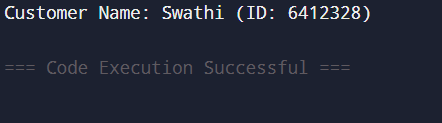 Customer Name: Swathi (ID: 6412328)
=== Code Execution Successful ===